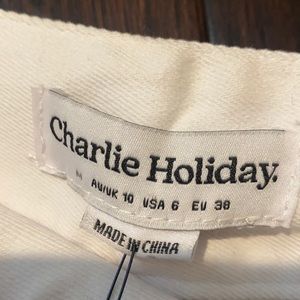 Charlie Holiday.
M AU/UK 10 USA 6 EU 38
MADE IN CHINA